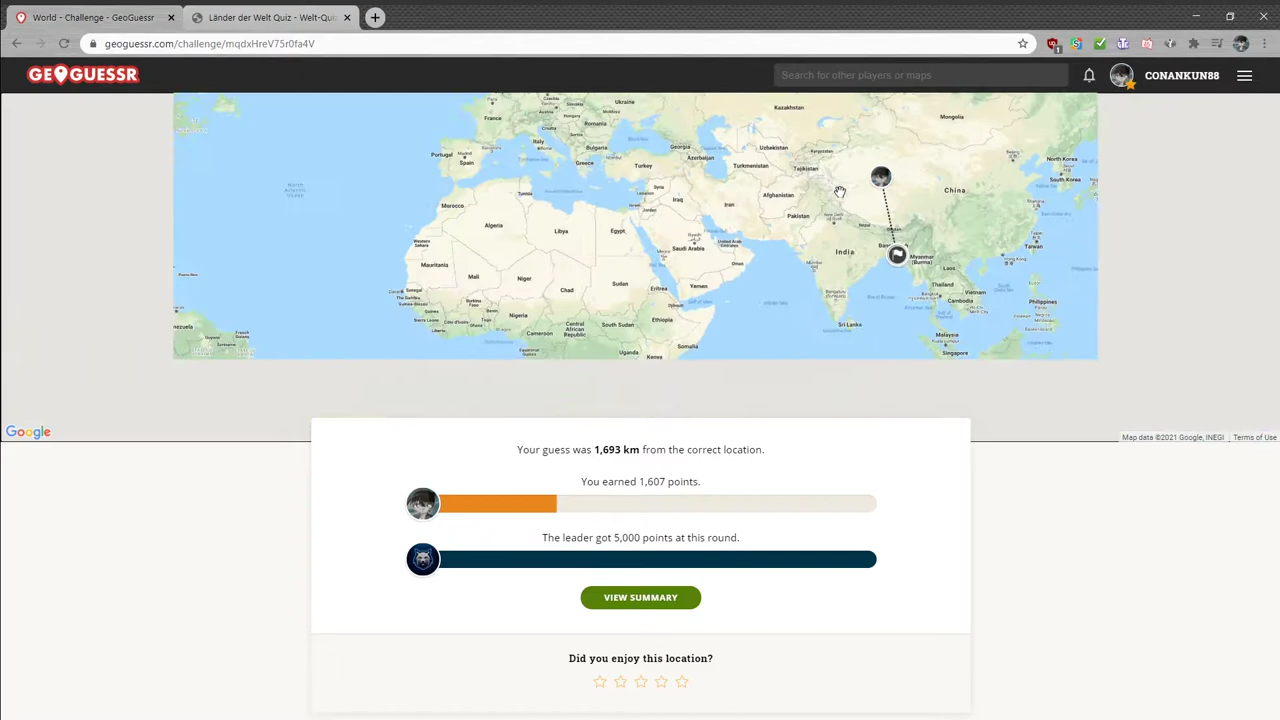 World - Challenge - GeoGuessr
Länder der Welt Quiz - Welt-Qu
geoguessr.com/challenge/mqdxHreV75r0fa4V
GEOGUESSR
Search for other players or maps
CONANKUN88
Ukraine
Kazakhstan
Mongolia
France
Romania
Italy
Bulgaria
Georgia
Uzbekistan
Kyrgyzstan
Portugal
Spain
Greece
Turkey
Azerbaijan
Turkmenistan
Tajikistan
North Korea
South Korea
Tunisia
Syria
Iraq
Iran
Afghanistan
China
Morocco
Jordan
Pakistan
Nepal
Bhutan
Algeria
Libya
Egypt
Saudi Arabia
India
Myanmar
(Burma)
Taiwan
Western
Sahara
Oman
Laos
Mauritania
Mali
Niger
Chad
Sudan
Eritrea
Yemen
Thailand
Vietnam
Cambodia
Philippines
Nigeria
Ethiopia
South Sudan
Sri Lanka
Cameroon
Central
African
Republic
Somalia
Malaysia
Uganda
Kenya
Singapore
Google
Map data ©2021 Google, INEGI
Terms of Use
Your guess was 1,693 km from the correct location.
You earned 1,607 points.
The leader got 5,000 points at this round.
VIEW SUMMARY
Did you enjoy this location?